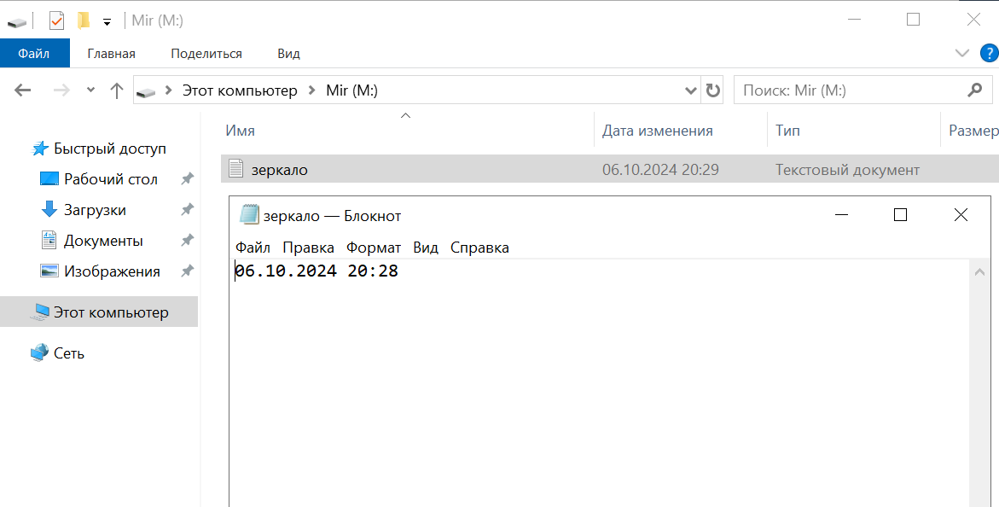 Mir (M:)
Файл Главная Поделиться Вид
Этот компьютер Mir (M:) Поиск: Mir (M:)
Имя Дата изменения Тип Размер
Быстрый доступ
Рабочий стол
Загрузки
Документы
Изображения
Этот компьютер
Сеть
зеркало 06.10.2024 20:29 Текстовый документ
зеркало — Блокнот
Файл Правка Формат Вид Справка
06.10.2024 20:28